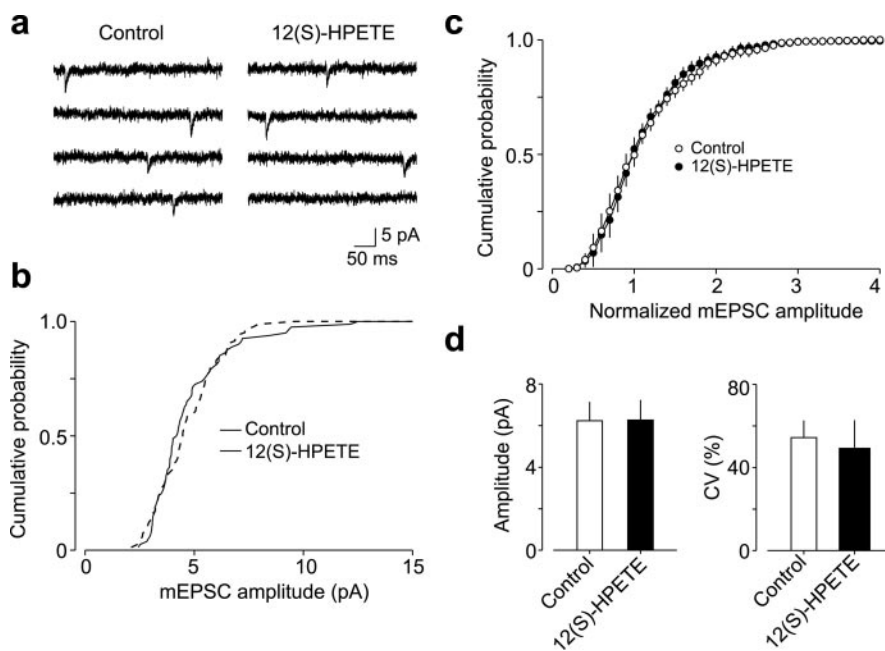 a
Control
12(S)-HPETE
5 pA
50 ms
b
Cumulative probability
1.0
0.5
0
Control
12(S)-HPETE
0
5
10
15
mEPSC amplitude (pA)
c
Cumulative probability
1.0
0.5
0
Control
12(S)-HPETE
0
1
2
3
4
Normalized mEPSC amplitude
d
Amplitude (pA)
8
6
2
0
Control
12(S)-HPETE
CV (%)
80
40
0
Control
12(S)-HPETE